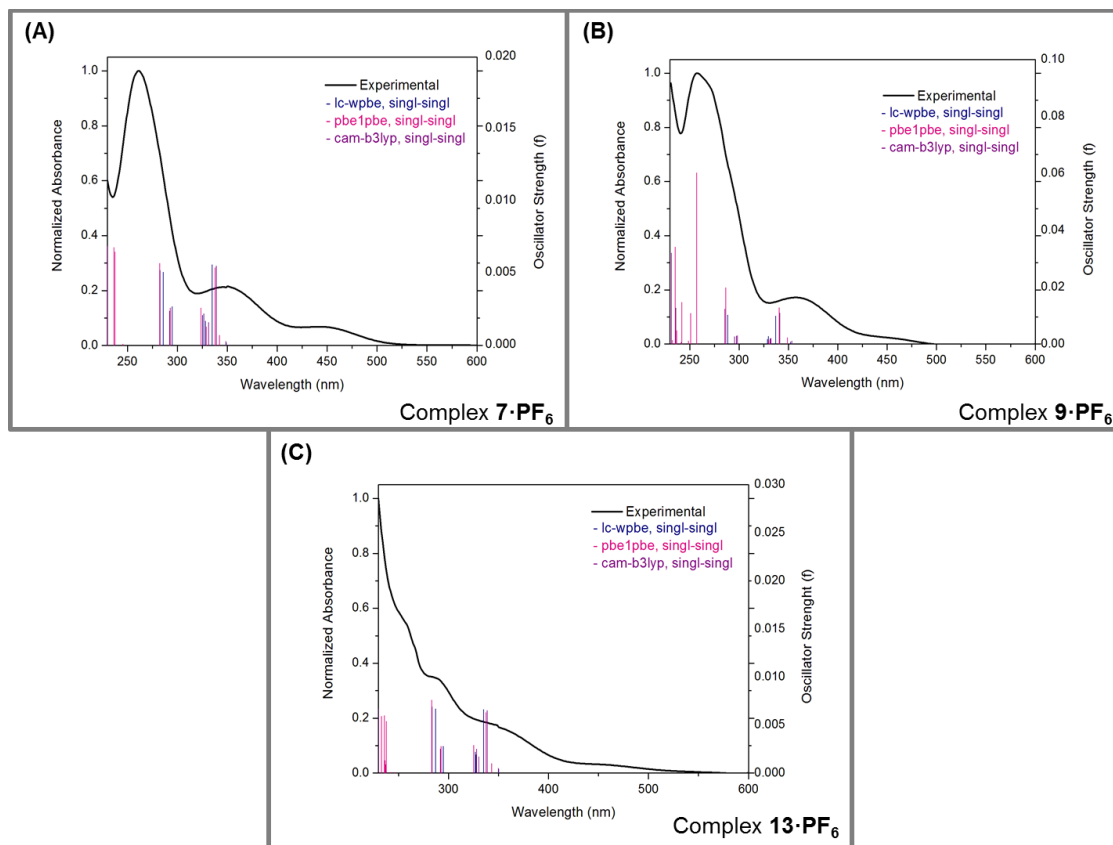 (A)
Experimental
- lc-wpbe, singl-singl
- pbe1pbe, singl-singl
- cam-b3lyp, singl-singl
Normalized Absorbance
1.0
0.8
0.6
0.4
0.2
0.0
Oscillator Strength (f)
0.020
0.015
0.010
0.005
0.000
250 300 350 400 450 500 550 600
Wavelength (nm)
Complex 7·PF6
(B)
Experimental
- lc-wpbe, singl-singl
- pbe1pbe, singl-singl
- cam-b3lyp, singl-singl
Normalized Absorbance
1.0
0.8
0.6
0.4
0.2
0.0
Oscillator Strength (f)
0.10
0.08
0.06
0.04
0.02
0.00
250 300 350 400 450 500 550 600
Wavelength (nm)
Complex 9·PF6
(C)
Experimental
- lc-wpbe, singl-singl
- pbe1pbe, singl-singl
- cam-b3lyp, singl-singl
Normalized Absorbance
1.0
0.8
0.6
0.4
0.2
0.0
Oscillator Strenght (f)
0.030
0.025
0.020
0.015
0.010
0.005
0.000
300 400 500 600
Wavelength (nm)
Complex 13·PF6